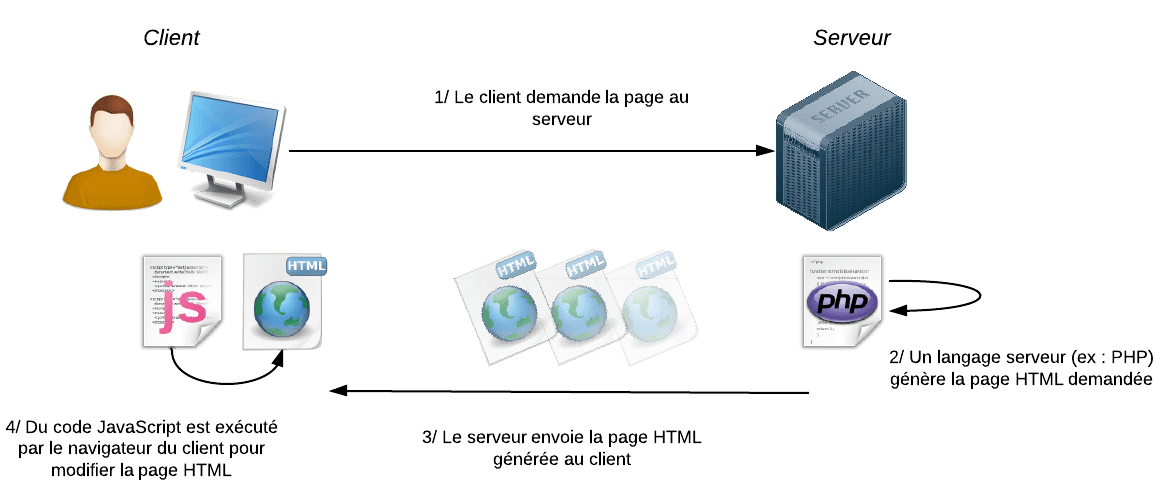 Client
Serveur
1/ Le client demande la page au
serveur
SERVER
HTML
HTML
HTML
HTML
js
php
2/ Un langage serveur (ex : PHP)
génère la page HTML demandée
3/ Le serveur envoie la page HTML
générée au client
4/ Du code JavaScript est exécuté
par le navigateur du client pour
modifier la page HTML